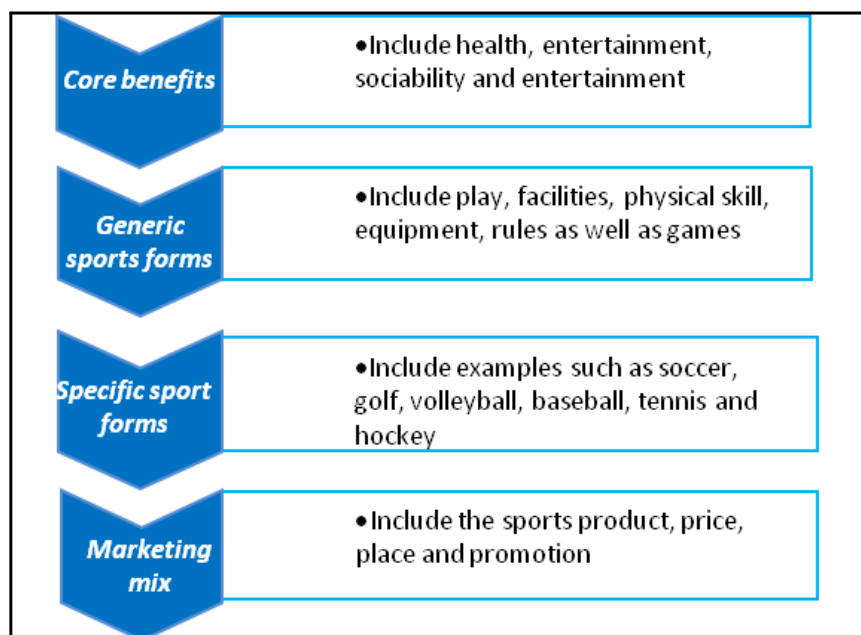 Core benefits
•Include health, entertainment,
sociability and entertainment
Generic
sports forms
•Include play, facilities, physical skill,
equipment, rules as well as games
Specific sport
forms
•Include examples such as soccer,
golf, volleyball, baseball, tennis and
hockey
Marketing
mix
•Include the sports product, price,
place and promotion